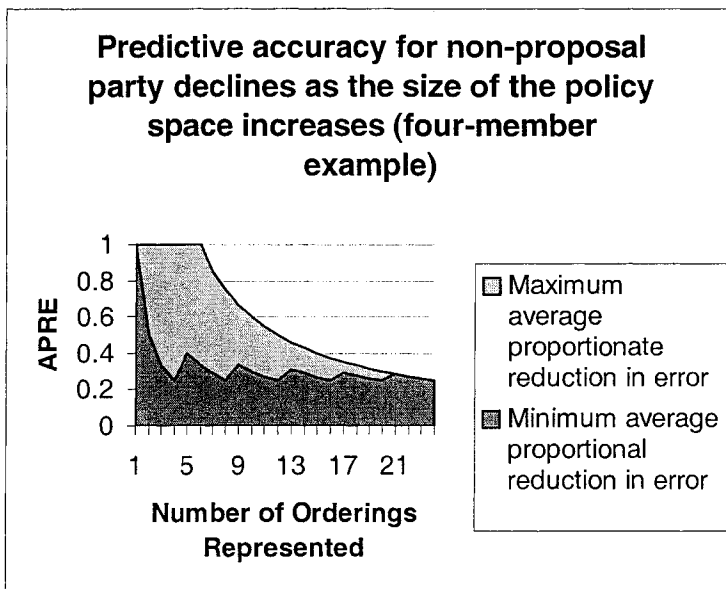 Predictive accuracy for non-proposal
party declines as the size of the policy
space increases (four-member
example)
1
0.8
0.6
0.4
0.2
0
APRE
1 5 9 13 17 21
Number of Orderings
Represented
Maximum
average
proportionate
reduction in error
Minimum average
proportional
reduction in error